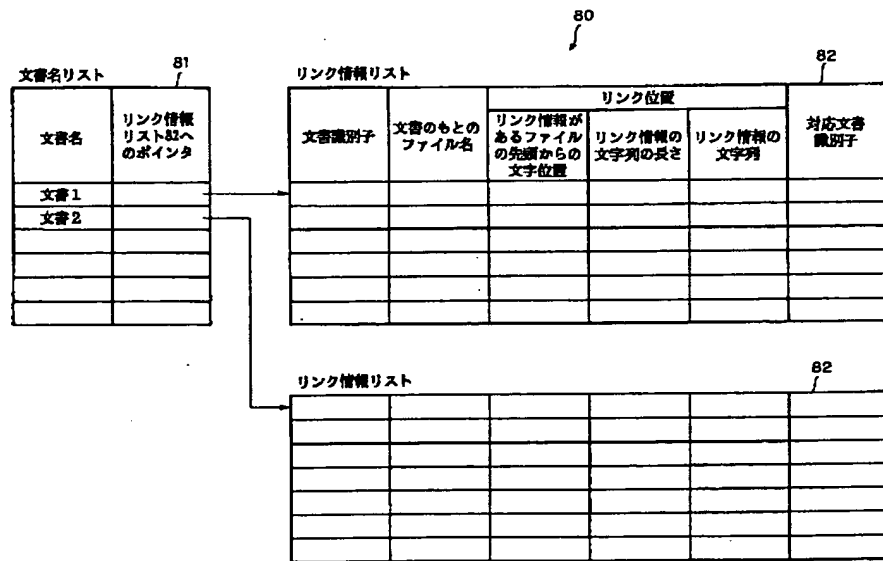 80
文書名リスト
81
文書名
リンク情報
リスト82へ
のポインタ
文書1
文書2
リンク情報リスト
82
文書識別子
文書のもとの
ファイル名
リンク位置
リンク情報が
あるファイル
の先頭からの
文字位置
リンク情報の
文字列の長さ
リンク情報の
文字列
対応文書
識別子
リンク情報リスト
82